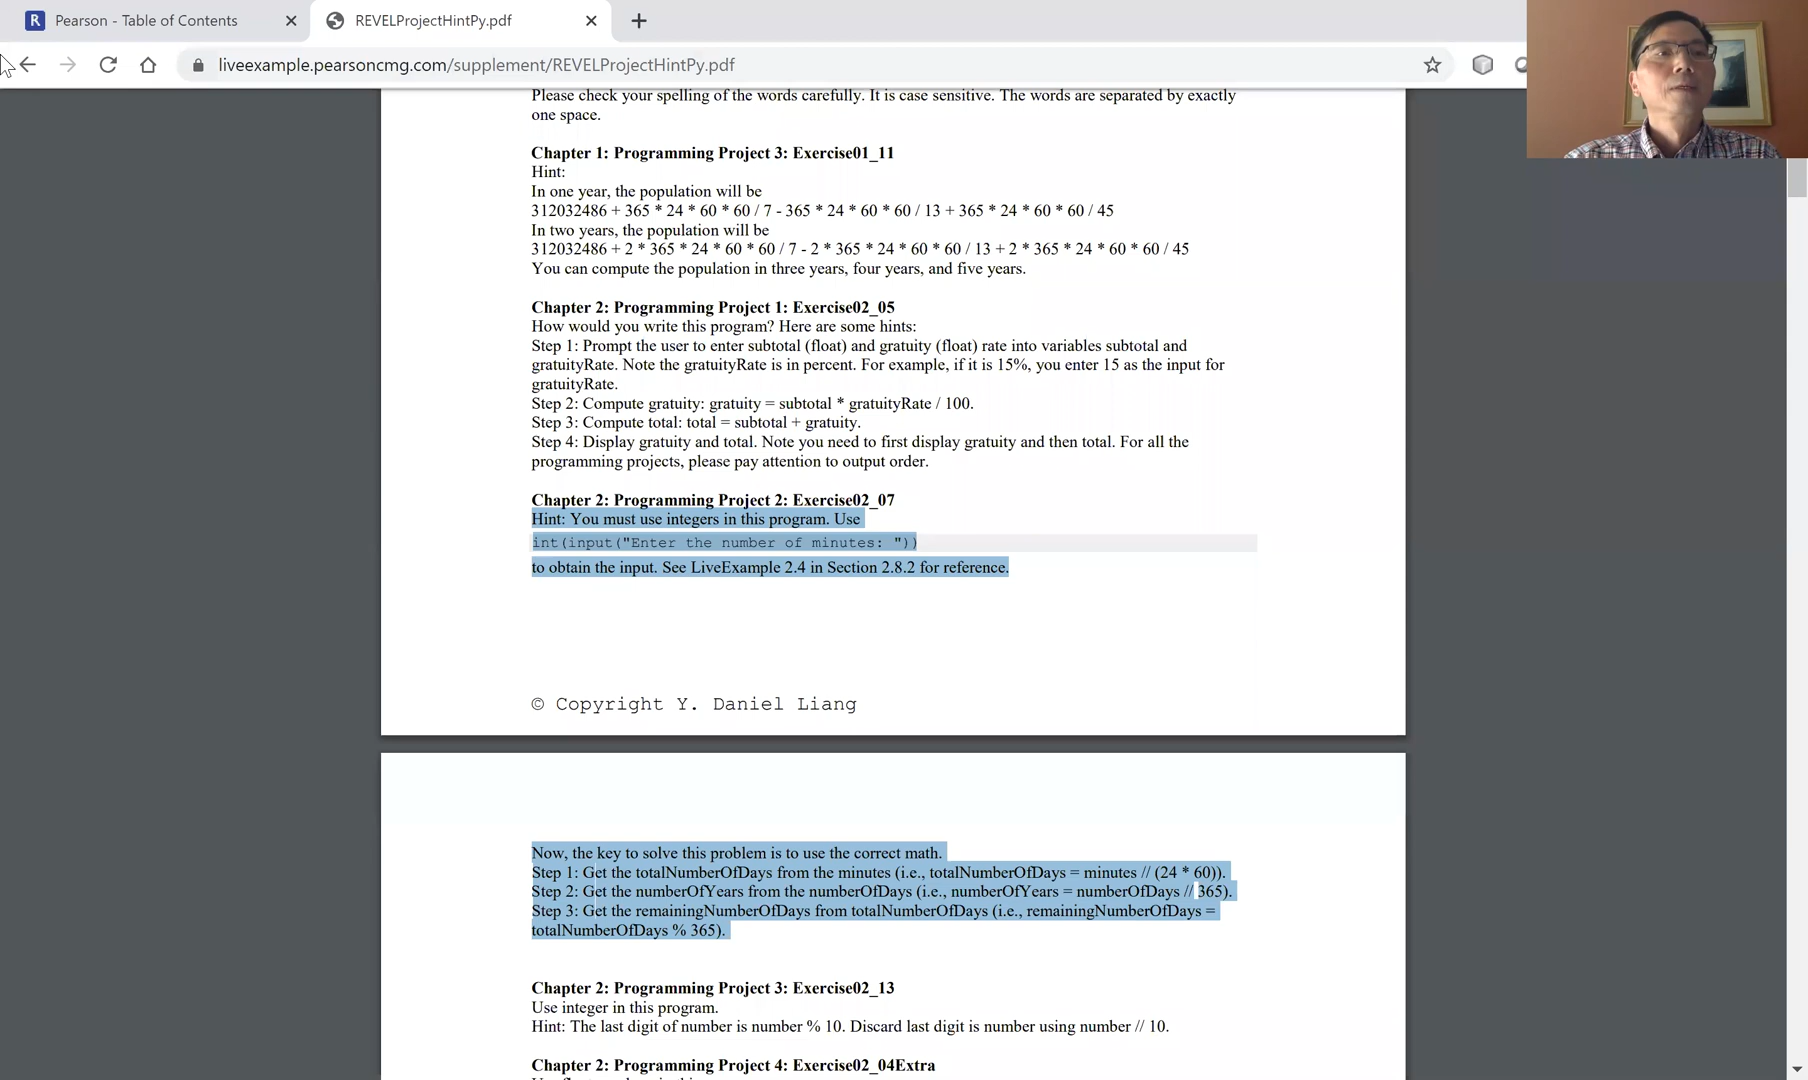 R Pearson - Table of Contents
REVELProjectHintPy.pdf
liveexample.pearsoncmg.com/supplement/REVELProjectHintPy.pdf
Please check your spelling of the words carefully. It is case sensitive. The words are separated by exactly
one space.
Chapter 1: Programming Project 3: Exercise01_11
Hint:
In one year, the population will be
312032486 + 365 * 24 * 60 * 60 / 7 - 365 * 24 * 60 * 60 / 13 + 365 * 24 * 60 * 60 / 45
In two years, the population will be
312032486 + 2 * 365 * 24 * 60 * 60 / 7 - 2 * 365 * 24 * 60 * 60 / 13 + 2 * 365 * 24 * 60 * 60 / 45
You can compute the population in three years, four years, and five years.
Chapter 2: Programming Project 1: Exercise02_05
How would you write this program? Here are some hints:
Step 1: Prompt the user to enter subtotal (float) and gratuity (float) rate into variables subtotal and
gratuityRate. Note the gratuityRate is in percent. For example, if it is 15%, you enter 15 as the input for
gratuityRate.
Step 2: Compute gratuity: gratuity = subtotal * gratuityRate / 100.
Step 3: Compute total: total = subtotal + gratuity.
Step 4: Display gratuity and total. Note you need to first display gratuity and then total. For all the
programming projects, please pay attention to output order.
Chapter 2: Programming Project 2: Exercise02_07
Hint: You must use integers in this program. Use
int(input("Enter the number of minutes: "))
to obtain the input. See LiveExample 2.4 in Section 2.8.2 for reference.
© Copyright Y. Daniel Liang
Now, the key to solve this problem is to use the correct math.
Step 1: Get the totalNumberOfDays from the minutes (i.e., totalNumberOfDays = minutes // (24 * 60)).
Step 2: Get the numberOfYears from the numberOfDays (i.e., numberOfYears = numberOfDays // 365).
Step 3: Get the remainingNumberOfDays from totalNumberOfDays (i.e., remainingNumberOfDays =
totalNumberOfDays % 365).
Chapter 2: Programming Project 3: Exercise02_13
Use integer in this program.
Hint: The last digit of number is number % 10. Discard last digit is number using number // 10.
Chapter 2: Programming Project 4: Exercise02_04Extra